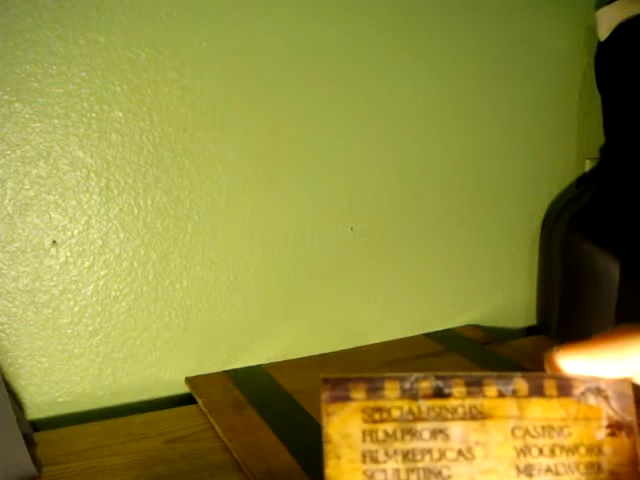 SPECIALISING IN
FILM PROPS CASTING
FILM REPLICAS WOODWORK
SCULPTING METALWORK